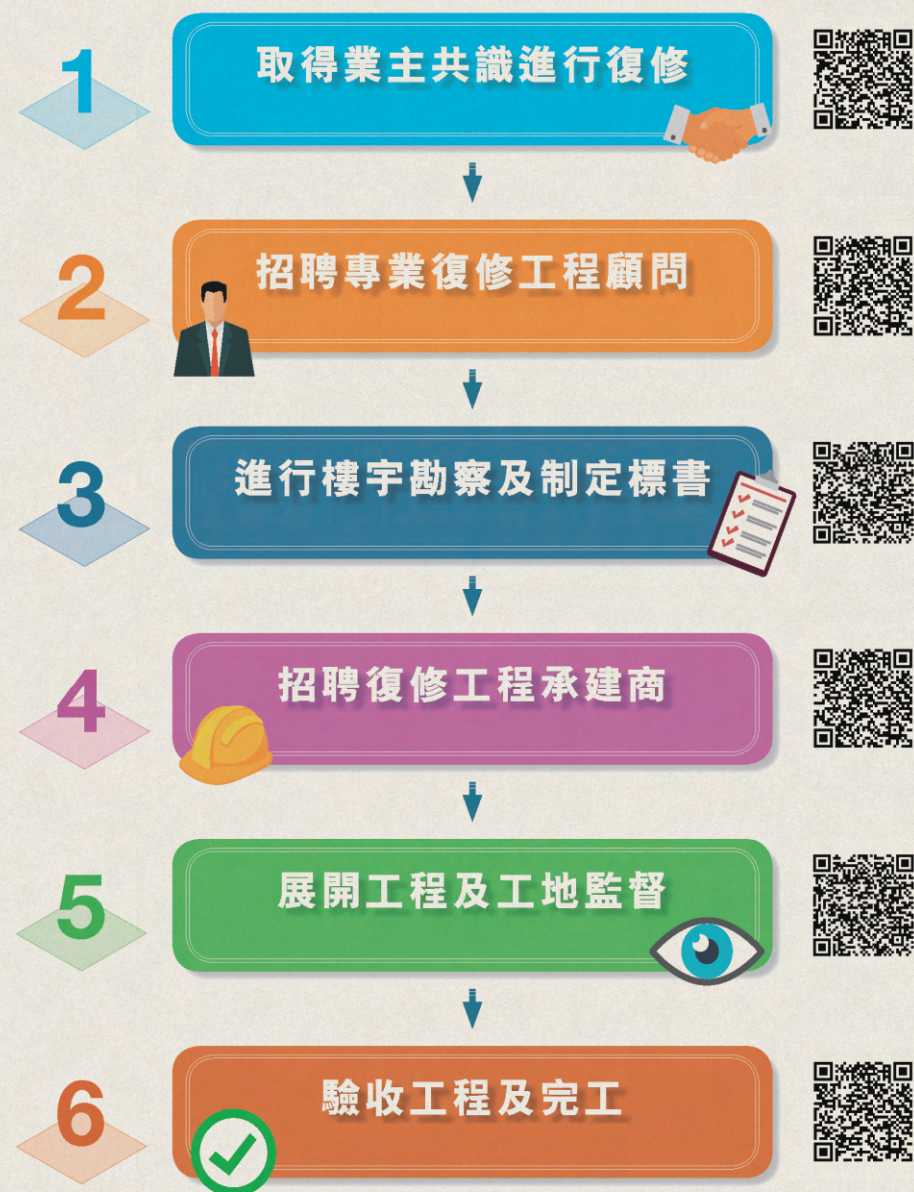 1
取得業主共識進行復修
2
招聘專業復修工程顧問
3
進行樓宇勘察及制定標書
4
招聘復修工程承建商
5
展開工程及工地監督
6
驗收工程及完工